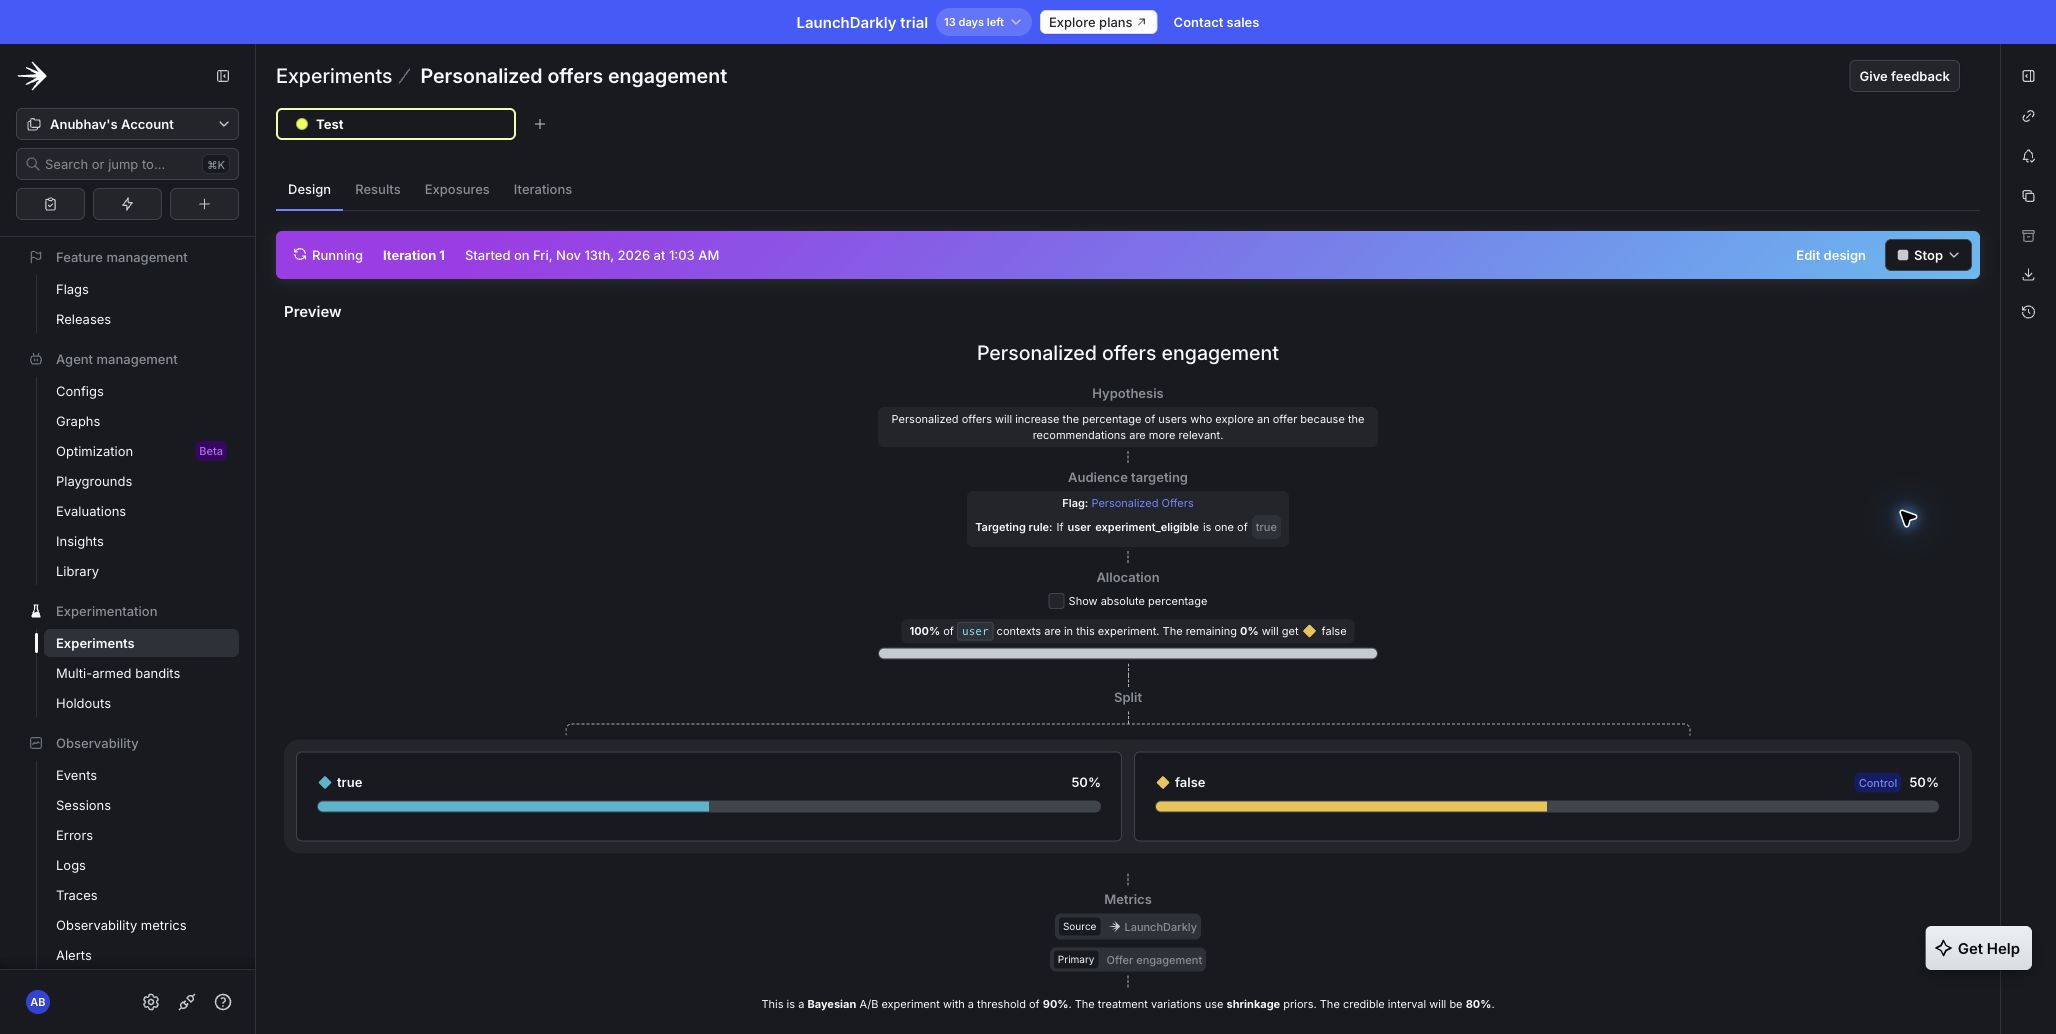 LaunchDarkly trial 13 days left Explore plans Contact sales
Experiments / Personalized offers engagement
Give feedback
Anubhav's Account
Test
Search or jump to... ⌘K
Design Results Exposures Iterations
Running Iteration 1 Started on Fri, Nov 13th, 2026 at 1:03 AM
Edit design Stop
Feature management
Flags
Releases
Agent management
Configs
Graphs
Optimization Beta
Playgrounds
Evaluations
Insights
Library
Experimentation
Experiments
Multi-armed bandits
Holdouts
Observability
Events
Sessions
Errors
Logs
Traces
Observability metrics
Alerts
AB
Preview
Personalized offers engagement
Hypothesis
Personalized offers will increase the percentage of users who explore an offer because the
recommendations are more relevant.
Audience targeting
Flag: Personalized Offers
Targeting rule: If user experiment_eligible is one of true
Allocation
Show absolute percentage
100% of user contexts are in this experiment. The remaining 0% will get false
Split
true 50%
false Control 50%
Metrics
Source LaunchDarkly
Primary Offer engagement
This is a Bayesian A/B experiment with a threshold of 90%. The treatment variations use shrinkage priors. The credible interval will be 80%.
Get Help